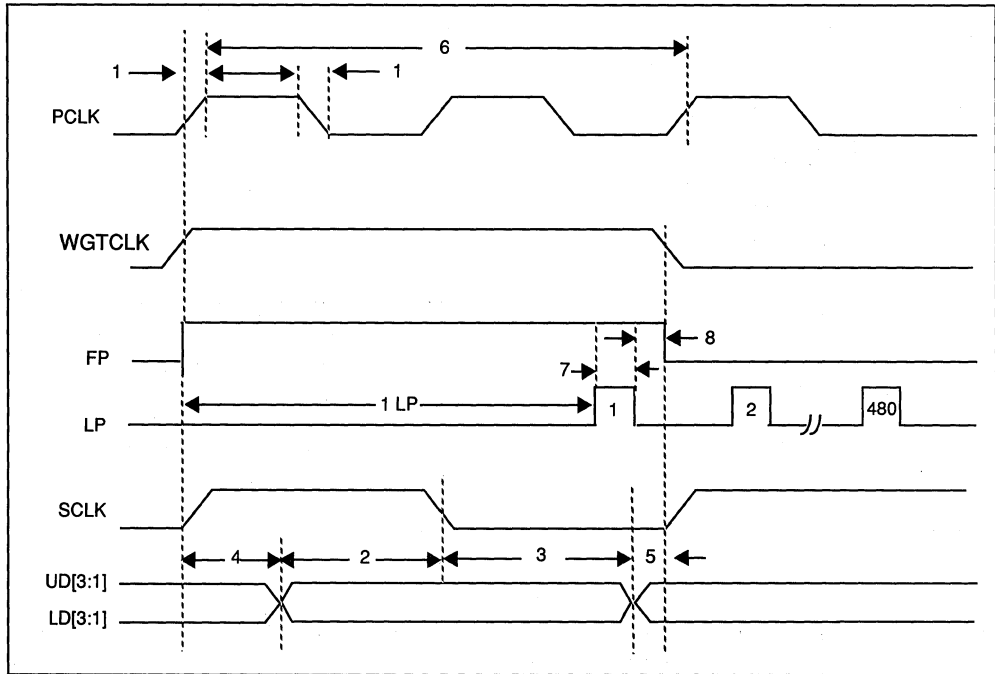 6
1 1
PCLK
WGTCLK
FP
8
7
1 LP
LP
1 2 480
SCLK
4 2 3 5
UD[3:1]
LD[3:1]